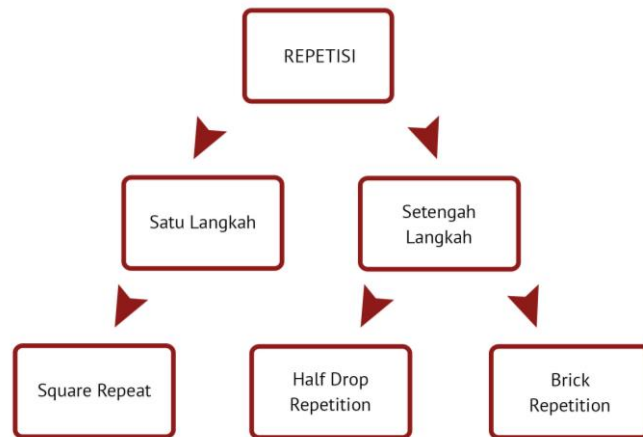 REPETISI
Satu Langkah
Setengah
Langkah
Square Repeat
Half Drop
Repetition
Brick
Repetition